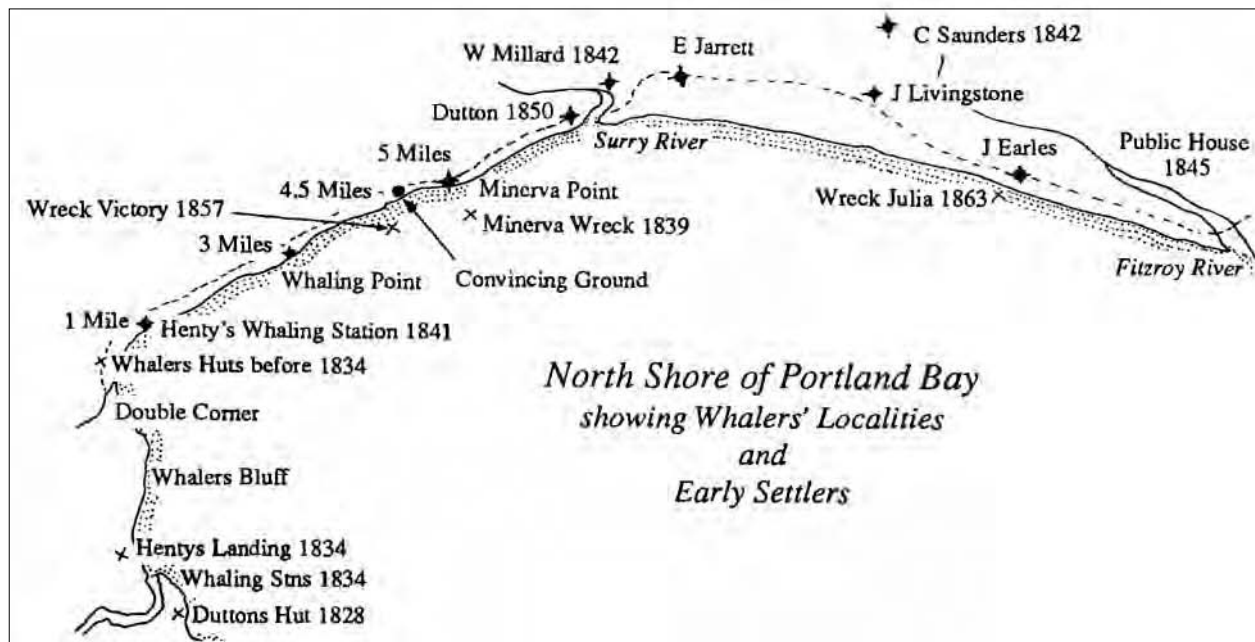 C Saunders 1842
E Jarrett
W Millard 1842
J Livingstone
Dutton 1850
Surry River
Public House
1845
J Earles
5 Miles
4.5 Miles
Minerva Point
Wreck Julia 1863
Wreck Victory 1857
Minerva Wreck 1839
3 Miles
Whaling Point
Convincing Ground
Fitzroy River
1 Mile
Henty's Whaling Station 1841
Whalers Huts before 1834
Double Corner
North Shore of Portland Bay
showing Whalers' Localities
and
Early Settlers
Whalers Bluff
Hentys Landing 1834
Whaling Stns 1834
Duttons Hut 1828